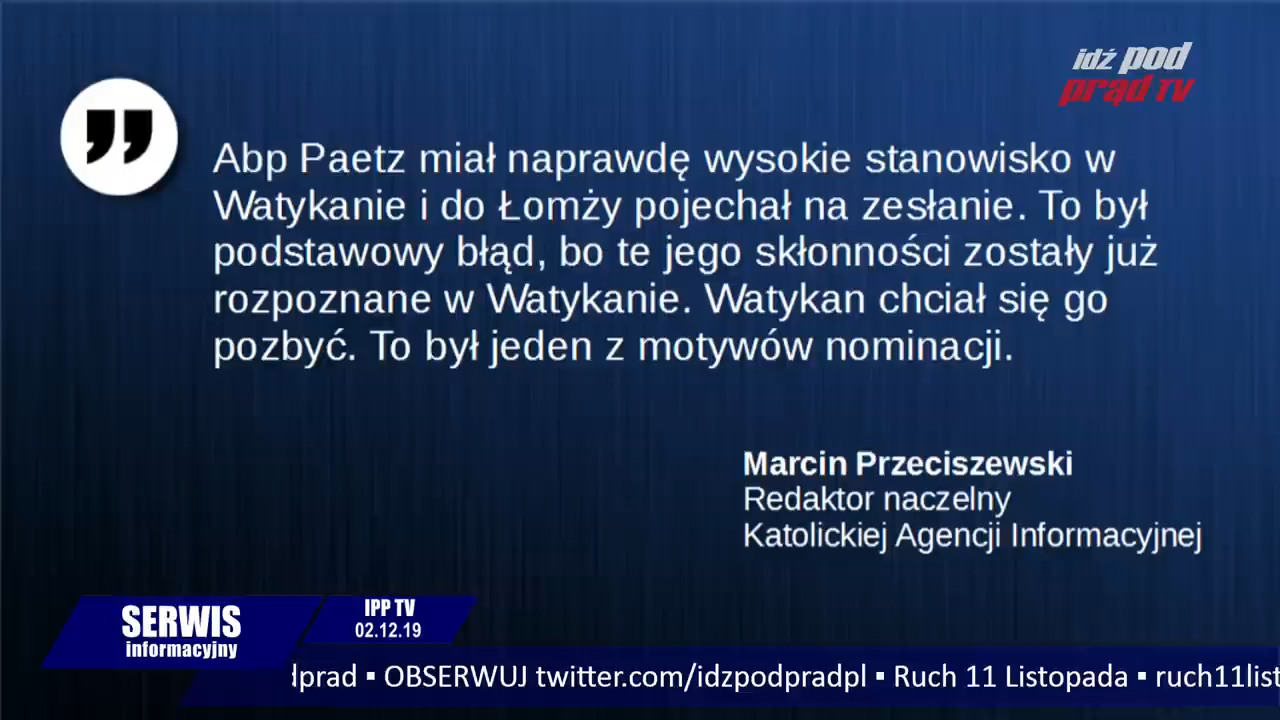 idź pod
prąd TV
”
Abp Paetz miał naprawdę wysokie stanowisko w
Watykanie i do Łomży pojechał na zesłanie. To był
podstawowy błąd, bo te jego skłonności zostały już
rozpoznane w Watykanie. Watykan chciał się go
pozbyć. To był jeden z motywów nominacji.
Marcin Przeciszewski
Redaktor naczelny
Katolickiej Agencji Informacyjnej
SERWIS
informacyjny
IPP TV
02.12.19
dprad ▪ OBSERWUJ twitter.com/idzpodpradpl ▪ Ruch 11 Listopada ▪ ruch11list